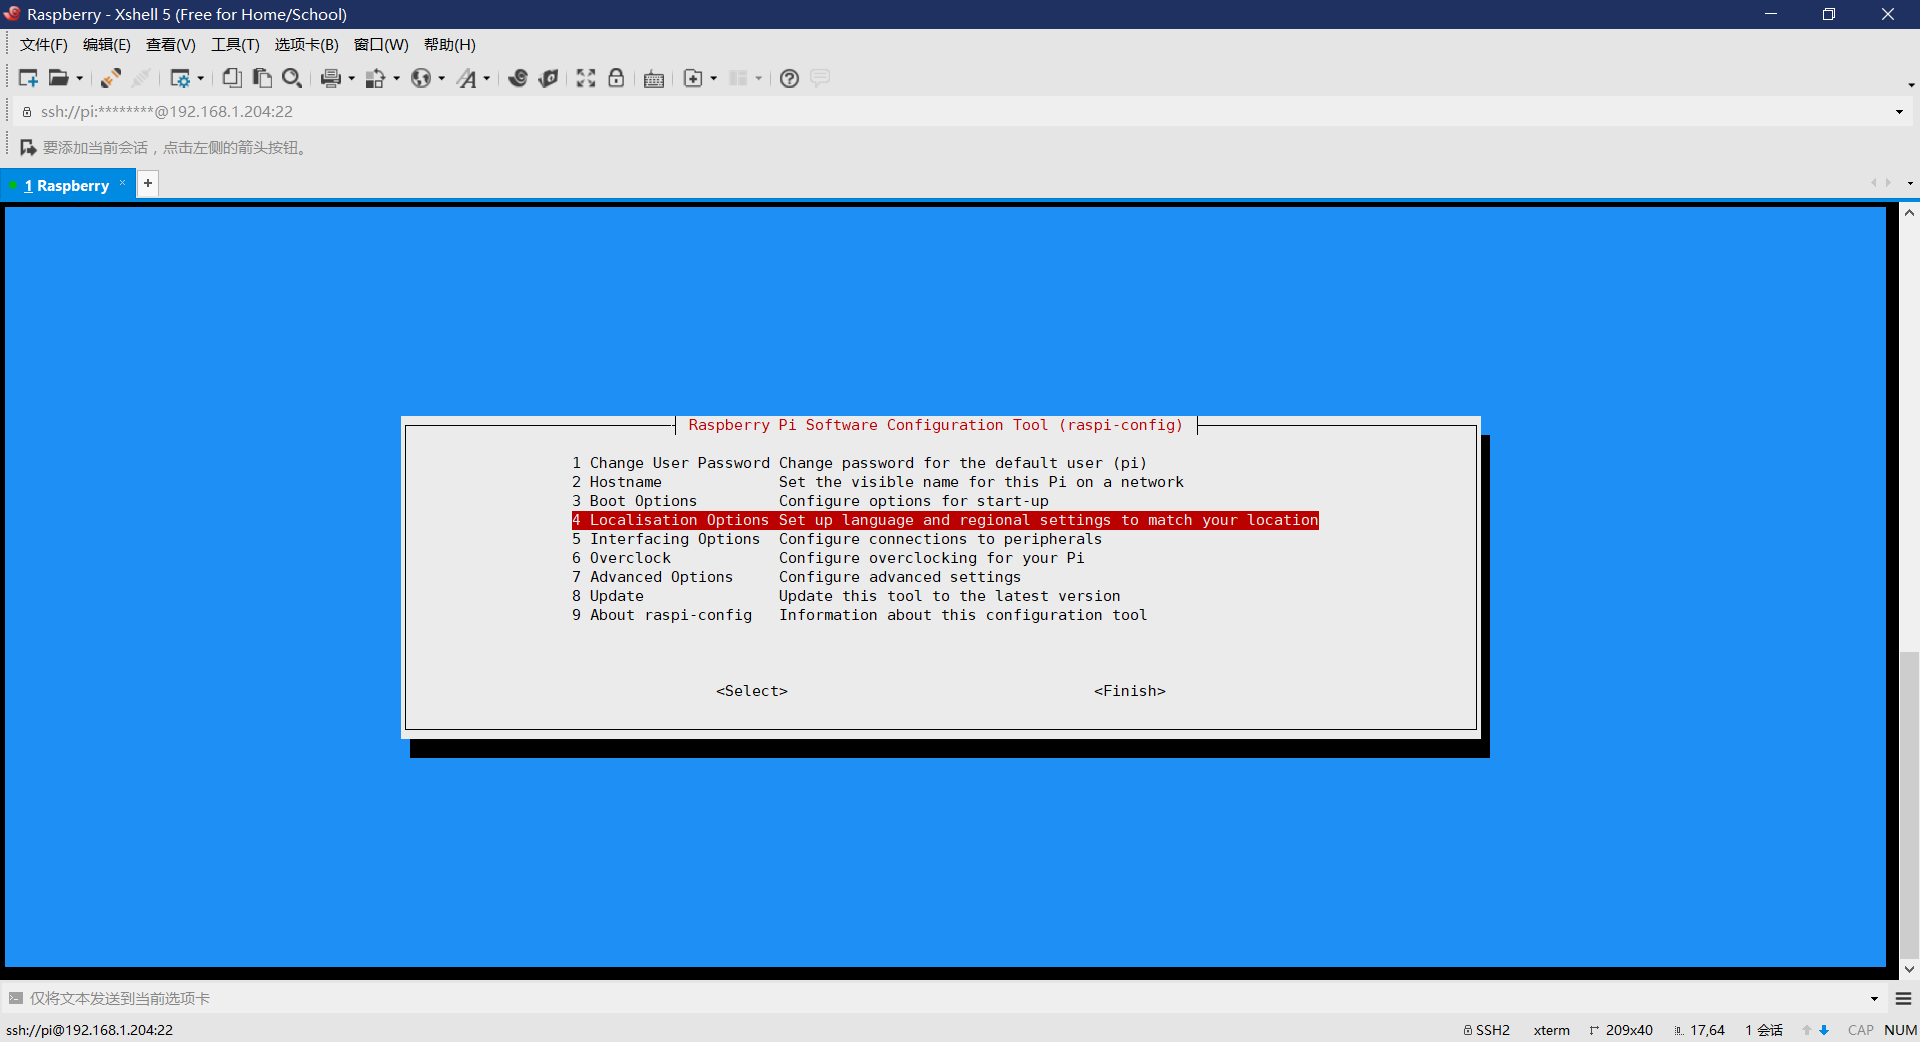 Raspberry - Xshell 5 (Free for Home/School)
文件(F) 编辑(E) 查看(V) 工具(T) 选项卡(B) 窗口(W) 帮助(H)
ssh://pi:********@192.168.1.204:22
要添加当前会话，点击左侧的箭头按钮。
1 Raspberry × +
Raspberry Pi Software Configuration Tool (raspi-config)
1 Change User Password Change password for the default user (pi)
2 Hostname Set the visible name for this Pi on a network
3 Boot Options Configure options for start-up
4 Localisation Options Set up language and regional settings to match your location
5 Interfacing Options Configure connections to peripherals
6 Overclock Configure overclocking for your Pi
7 Advanced Options Configure advanced settings
8 Update Update this tool to the latest version
9 About raspi-config Information about this configuration tool
<Select> <Finish>
仅将文本发送到当前选项卡
ssh://pi@192.168.1.204:22 SSH2 xterm 209x40 17,64 1 会话 CAP NUM